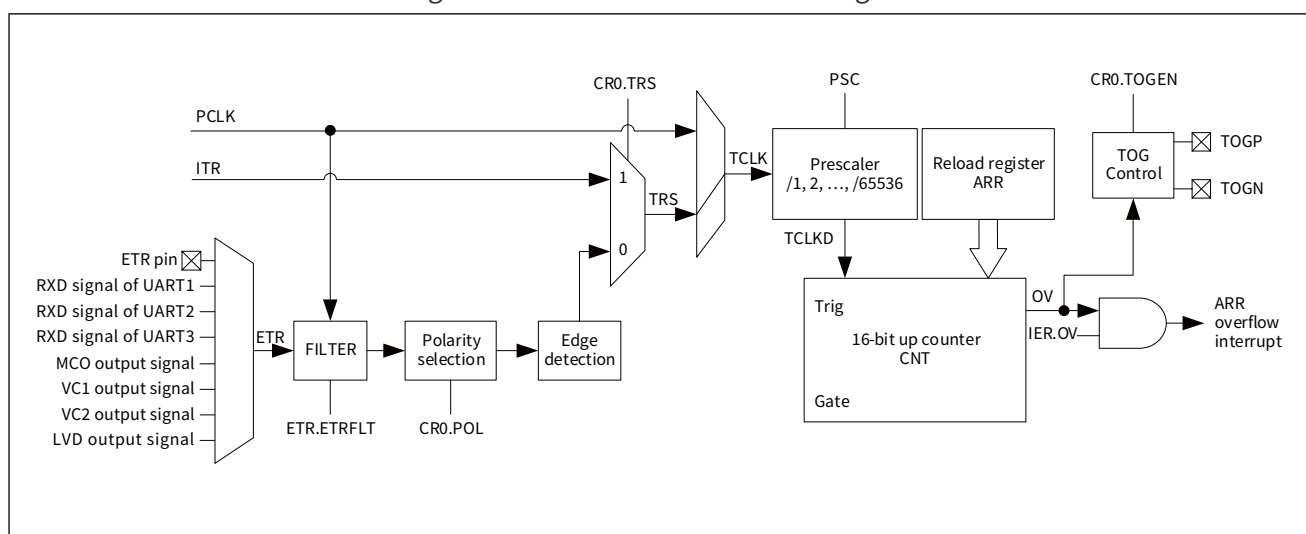 CR0.TRS
PSC
CR0.TOGEN
PCLK
ITR
1
0
TRS
TCLK
Prescaler
/1, 2, ..., /65536
Reload register
ARR
TOG
Control
TOGP
TOGN
TCLKD
ETR pin
RXD signal of UART1
RXD signal of UART2
RXD signal of UART3
MCO output signal
VC1 output signal
VC2 output signal
LVD output signal
ETR
FILTER
Polarity
selection
Edge
detection
ETR.ETRFLT
CR0.POL
Trig
16-bit up counter
CNT
Gate
OV
IER.OV
ARR
overflow
interrupt